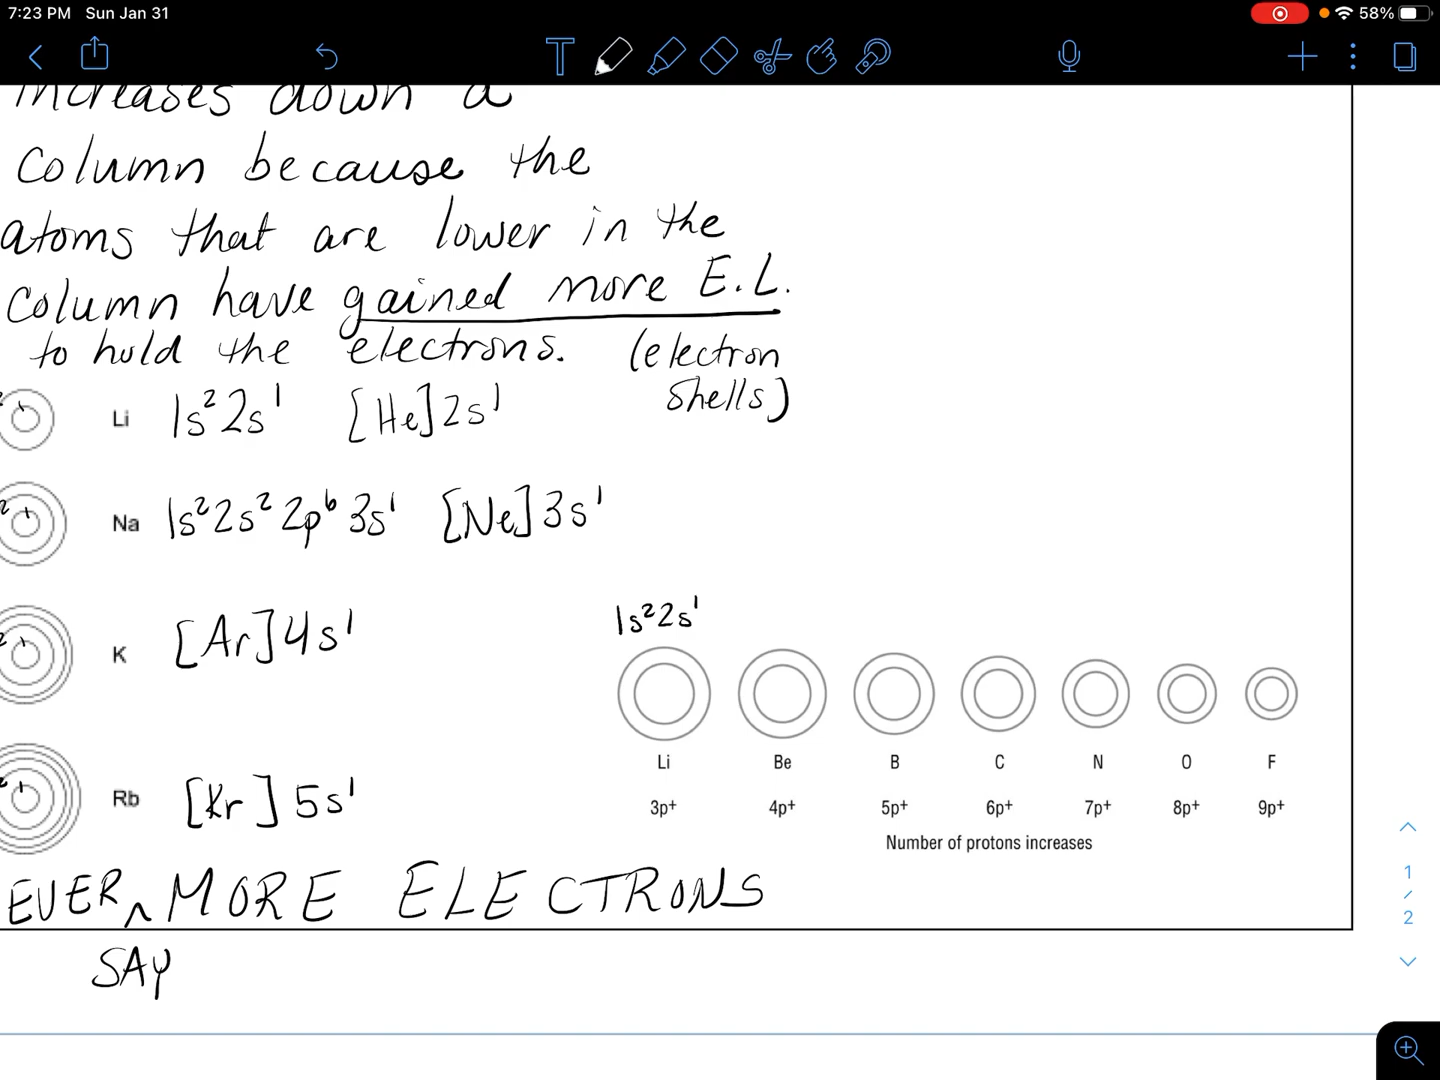 7:23 PM Sun Jan 31
58%
increases down a
column because the
atoms that are lower in the
column have gained more E.L.
to hold the electrons. (electron
shells)
Li 1s²2s¹ [He]2s¹
Na 1s²2s²2p⁶3s¹ [Ne]3s¹
K [Ar]4s¹
1s²2s¹
Li Be B C N O F
3p+ 4p+ 5p+ 6p+ 7p+ 8p+ 9p+
Number of protons increases
Rb [Kr]5s¹
EVER ^ MORE ELECTRONS
SAY
1
/
2